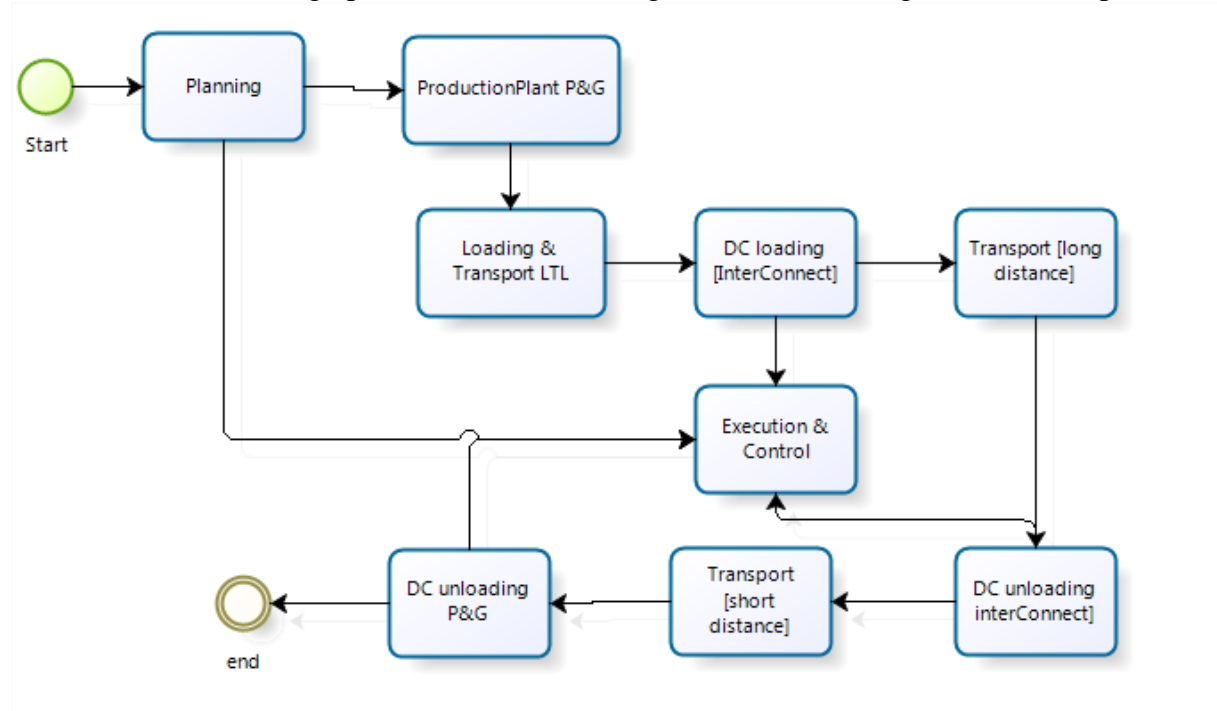 Start
Planning
ProductionPlant P&G
Loading &
Transport LTL
DC loading
[InterConnect]
Transport [long
distance]
Execution &
Control
DC unloading
interConnect]
Transport
[short
distance]
DC unloading
P&G
end